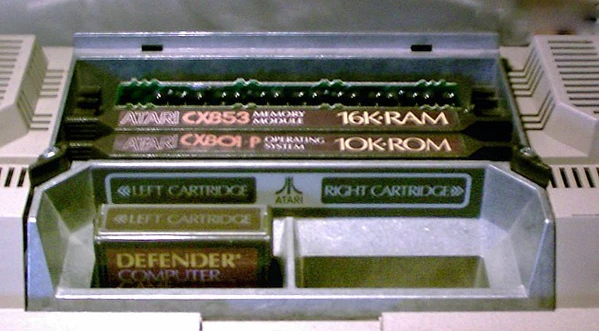 ATARI CX853 MEMORY MODULE 16K-RAM
ATARI CX801 P OPERATING SYSTEM 10K-ROM
LEFT CARTRIDGE ATARI RIGHT CARTRIDGE
LEFT CARTRIDGE
DEFENDER
COMPUTER